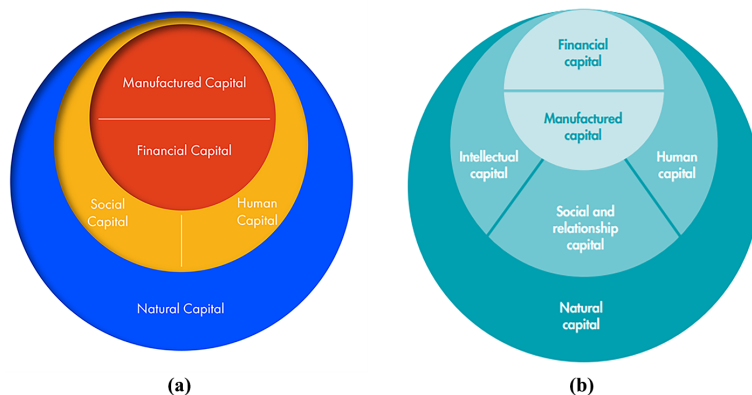 Manufactured Capital
Financial Capital
Social
Capital
Human
Capital
Natural Capital
(a)
Financial
capital
Manufactured
capital
Intellectual
capital
Human
capital
Social and
relationship
capital
Natural
capital
(b)